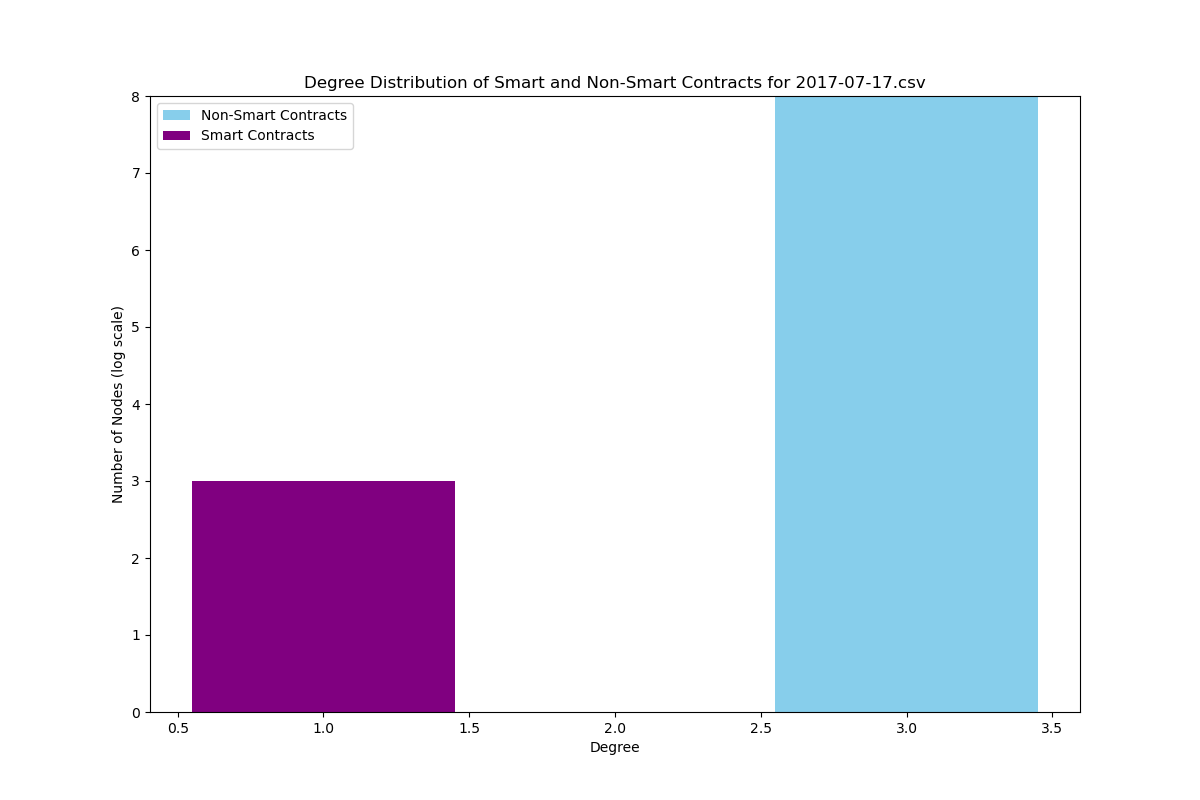 Degree Distribution of Smart and Non-Smart Contracts for 2017-07-17.csv
Non-Smart Contracts
Smart Contracts
8
7
6
5
4
3
2
1
0
Number of Nodes (log scale)
0.5 1.0 1.5 2.0 2.5 3.0 3.5
Degree